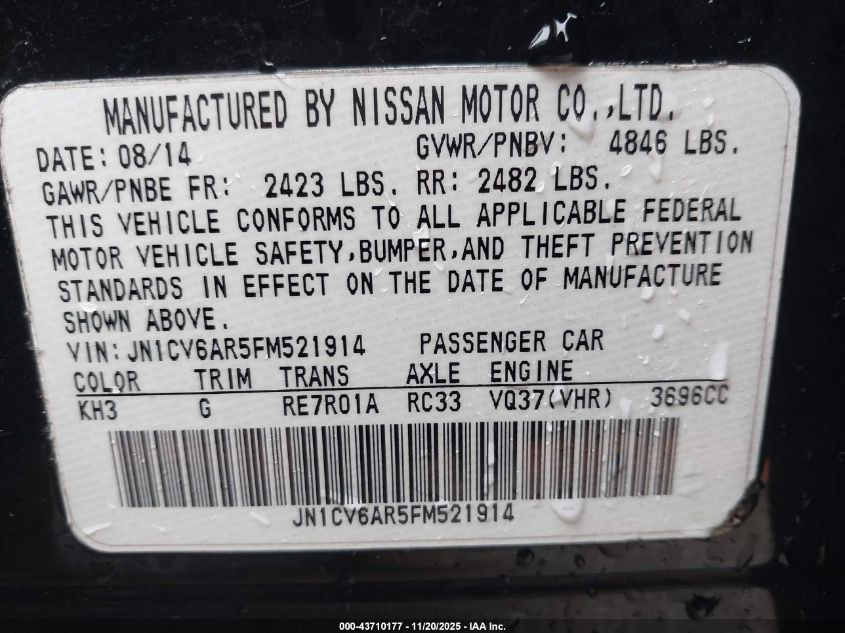 MANUFACTURED BY NISSAN MOTOR CO.,LTD.
DATE: 08/14 GVWR/PNBV: 4846 LBS.
GAWR/PNBE FR: 2423 LBS. RR: 2482 LBS.
THIS VEHICLE CONFORMS TO ALL APPLICABLE FEDERAL
MOTOR VEHICLE SAFETY,BUMPER,AND THEFT PREVENTION
STANDARDS IN EFFECT ON THE DATE OF MANUFACTURE
SHOWN ABOVE.
VIN:JN1CV6AR5FM521914 PASSENGER CAR
COLOR TRIM TRANS AXLE ENGINE
KH3 G RE7R01A RC33 VQ37(VHR) 3696CC
JN1CV6AR5FM521914
000-43710177 - 11/20/2025 - IAA Inc.